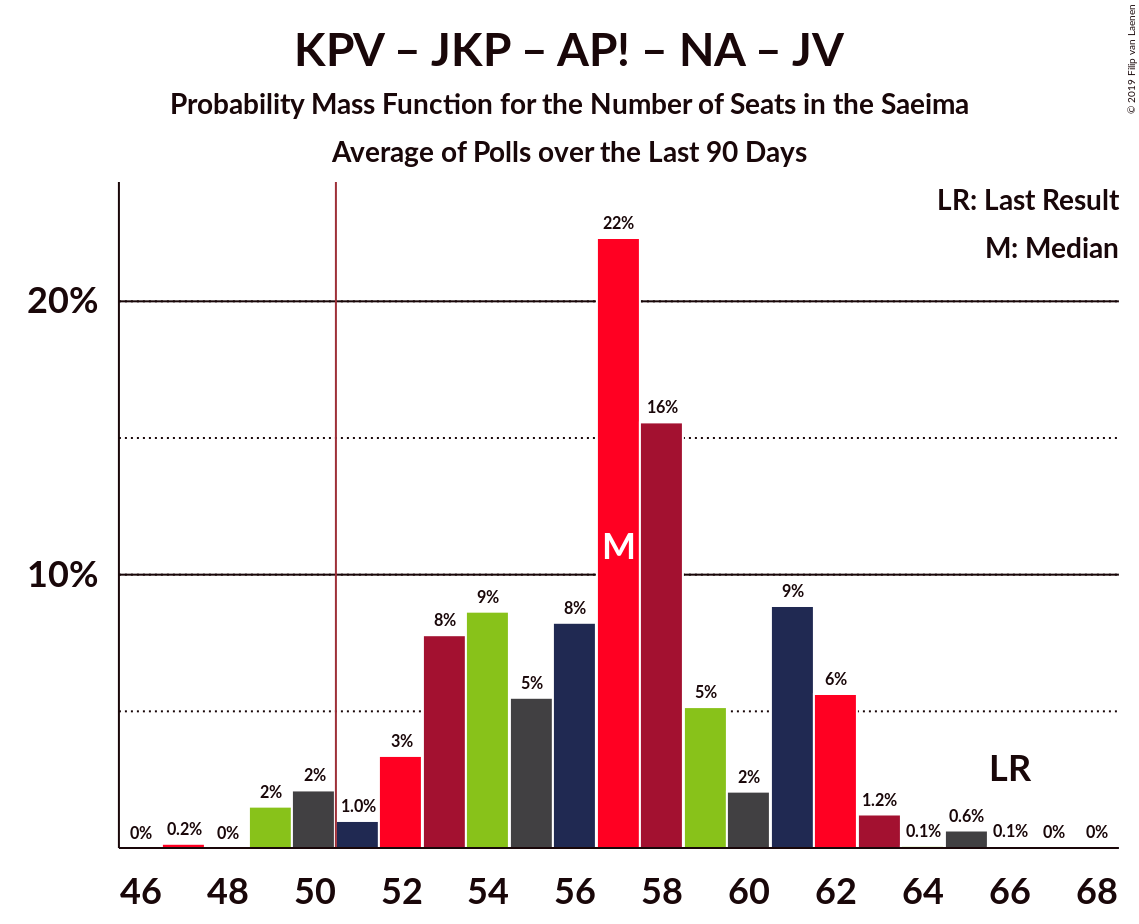 KPV – JKP – AP! – NA – JV
Probability Mass Function for the Number of Seats in the Saeima
Average of Polls over the Last 90 Days
© 2019 Filip van Laenen
LR: Last Result
M: Median
22%
20%
16%
M
10%
9%
9%
8%
8%
6%
5%
5%
3%
LR
2%
2%
2%
1.0%
1.2%
0.6%
0% 0.2% 0% 0.1% 0.1% 0% 0%
46 48 50 52 54 56 58 60 62 64 66 68